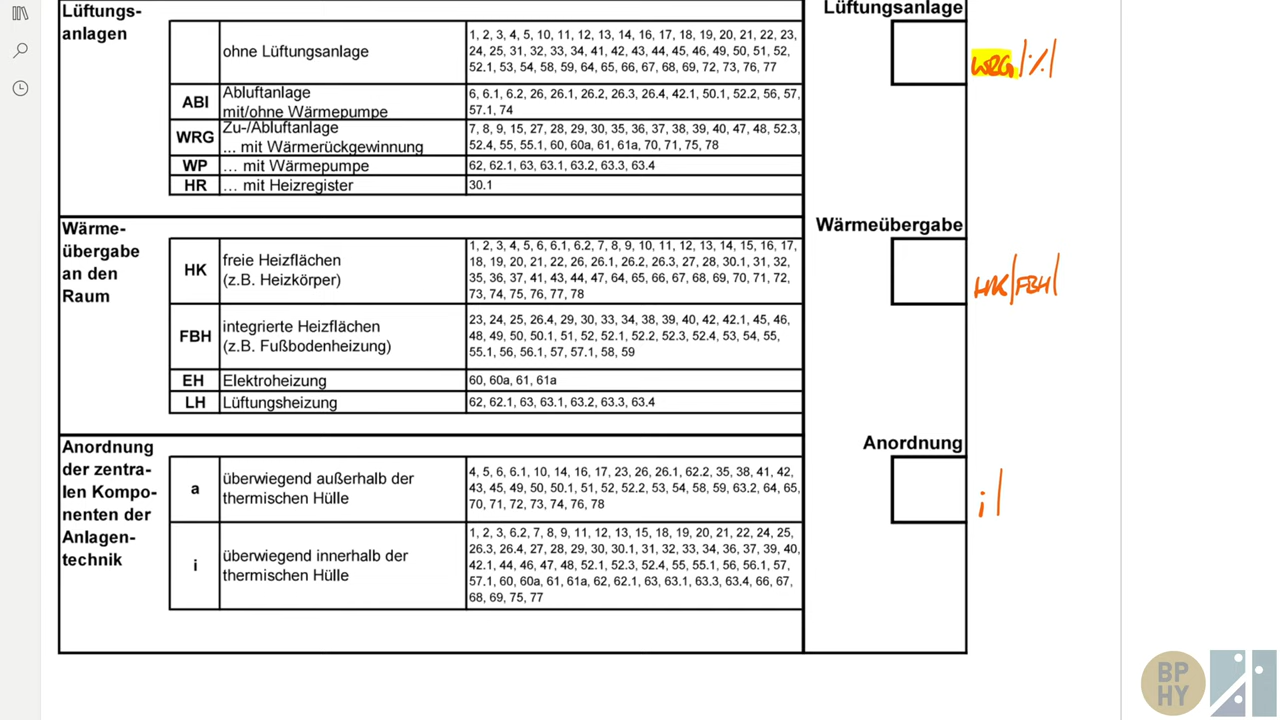 Lüftungs-
anlagen
Lüftungsanlage
ohne Lüftungsanlage
1, 2, 3, 4, 5, 10, 11, 12, 13, 14, 16, 17, 18, 19, 20, 21, 22, 23,
24, 25, 31, 32, 33, 34, 41, 42, 43, 44, 45, 46, 49, 50, 51, 52,
52.1, 53, 54, 58, 59, 64, 65, 66, 67, 68, 69, 72, 73, 76, 77
WRG | ·/. |
ABl
Abluftanlage
mit/ohne Wärmepumpe
6, 6.1, 6.2, 26, 26.1, 26.2, 26.3, 26.4, 42.1, 50.1, 52.2, 56, 57,
57.1, 74
WRG
Zu-/Abluftanlage
... mit Wärmerückgewinnung
7, 8, 9, 15, 27, 28, 29, 30, 35, 36, 37, 38, 39, 40, 47, 48, 52.3,
52.4, 55, 55.1, 60, 60a, 61, 61a, 70, 71, 75, 78
WP
… mit Wärmepumpe
62, 62.1, 63, 63.1, 63.2, 63.3, 63.4
HR
… mit Heizregister
30.1
Wärme-
übergabe
an den
Raum
Wärmeübergabe
HK
freie Heizflächen
(z.B. Heizkörper)
1, 2, 3, 4, 5, 6, 6.1, 6.2, 7, 8, 9, 10, 11, 12, 13, 14, 15, 16, 17,
18, 19, 20, 21, 22, 26, 26.1, 26.2, 26.3, 27, 28, 30.1, 31, 32,
35, 36, 37, 41, 43, 44, 47, 64, 65, 66, 67, 68, 69, 70, 71, 72,
73, 74, 75, 76, 77, 78
HK | FBH |
FBH
integrierte Heizflächen
(z.B. Fußbodenheizung)
23, 24, 25, 26.4, 29, 30, 33, 34, 38, 39, 40, 42, 42.1, 45, 46,
48, 49, 50, 50.1, 51, 52, 52.1, 52.2, 52.3, 52.4, 53, 54, 55,
55.1, 56, 56.1, 57, 57.1, 58, 59
EH
Elektroheizung
60, 60a, 61, 61a
LH
Lüftungsheizung
62, 62.1, 63, 63.1, 63.2, 63.3, 63.4
Anordnung
der zentra-
len Kompo-
nenten der
Anlagen-
technik
Anordnung
a
überwiegend außerhalb der
thermischen Hülle
4, 5, 6, 6.1, 10, 14, 16, 17, 23, 26, 26.1, 62.2, 35, 38, 41, 42,
43, 45, 49, 50, 50.1, 51, 52, 52.2, 53, 54, 58, 59, 63.2, 64, 65,
70, 71, 72, 73, 74, 76, 78
i |
i
überwiegend innerhalb der
thermischen Hülle
1, 2, 3, 6.2, 7, 8, 9, 11, 12, 13, 15, 18, 19, 20, 21, 22, 24, 25,
26.3, 26.4, 27, 28, 29, 30, 30.1, 31, 32, 33, 34, 36, 37, 39, 40,
42.1, 44, 46, 47, 48, 52.1, 52.3, 52.4, 55, 55.1, 56, 56.1, 57,
57.1, 60, 60a, 61, 61a, 62, 62.1, 63, 63.1, 63.3, 63.4, 66, 67,
68, 69, 75, 77
BP
HY